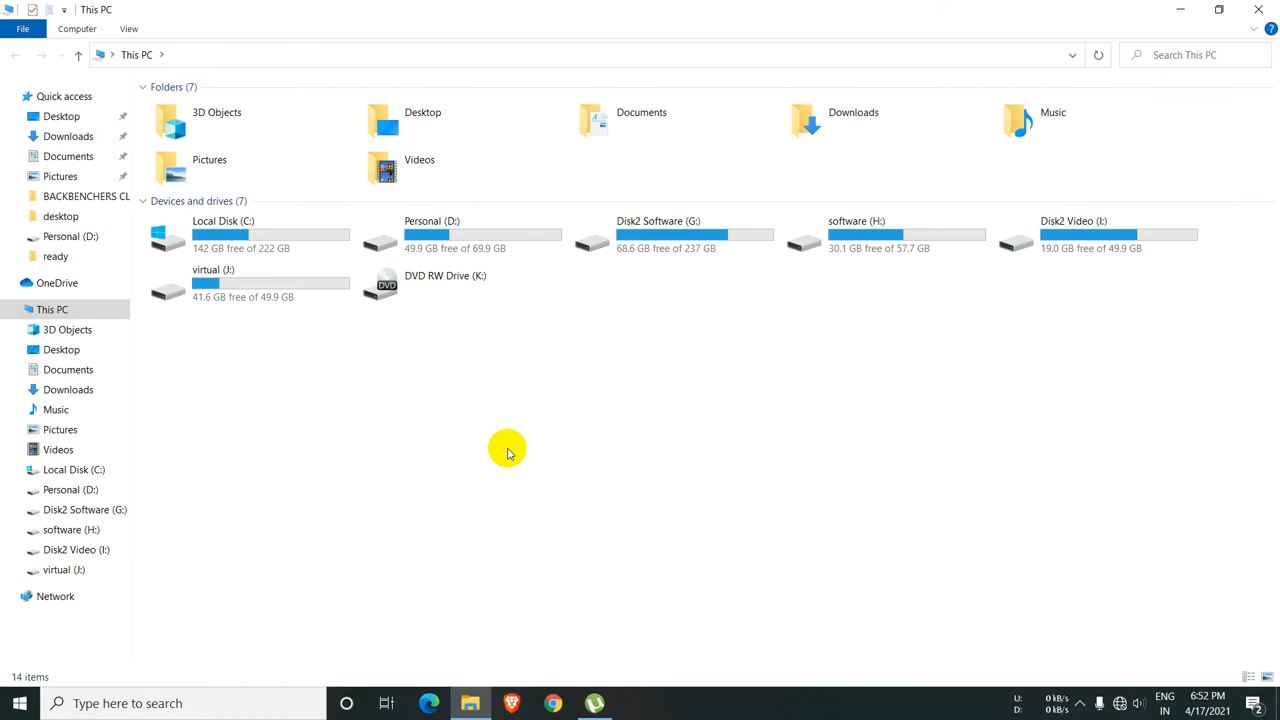 This PC
File Computer View
This PC
Search This PC
Quick access
Desktop
Downloads
Documents
Pictures
BACKBENCHERS CL
desktop
Personal (D:)
ready
OneDrive
This PC
3D Objects
Desktop
Documents
Downloads
Music
Pictures
Videos
Local Disk (C:)
Personal (D:)
Disk2 Software (G:)
software (H:)
Disk2 Video (I:)
virtual (J:)
Network
Folders (7)
3D Objects
Desktop
Documents
Downloads
Music
Pictures
Videos
Devices and drives (7)
Local Disk (C:)
142 GB free of 222 GB
Personal (D:)
49.9 GB free of 69.9 GB
Disk2 Software (G:)
68.6 GB free of 237 GB
software (H:)
30.1 GB free of 57.7 GB
Disk2 Video (I:)
19.0 GB free of 49.9 GB
virtual (J:)
41.6 GB free of 49.9 GB
DVD
DVD RW Drive (K:)
14 items
Type here to search
U: 0 kB/s
D: 0 kB/s
ENG
IN
6:52 PM
4/17/2021
2